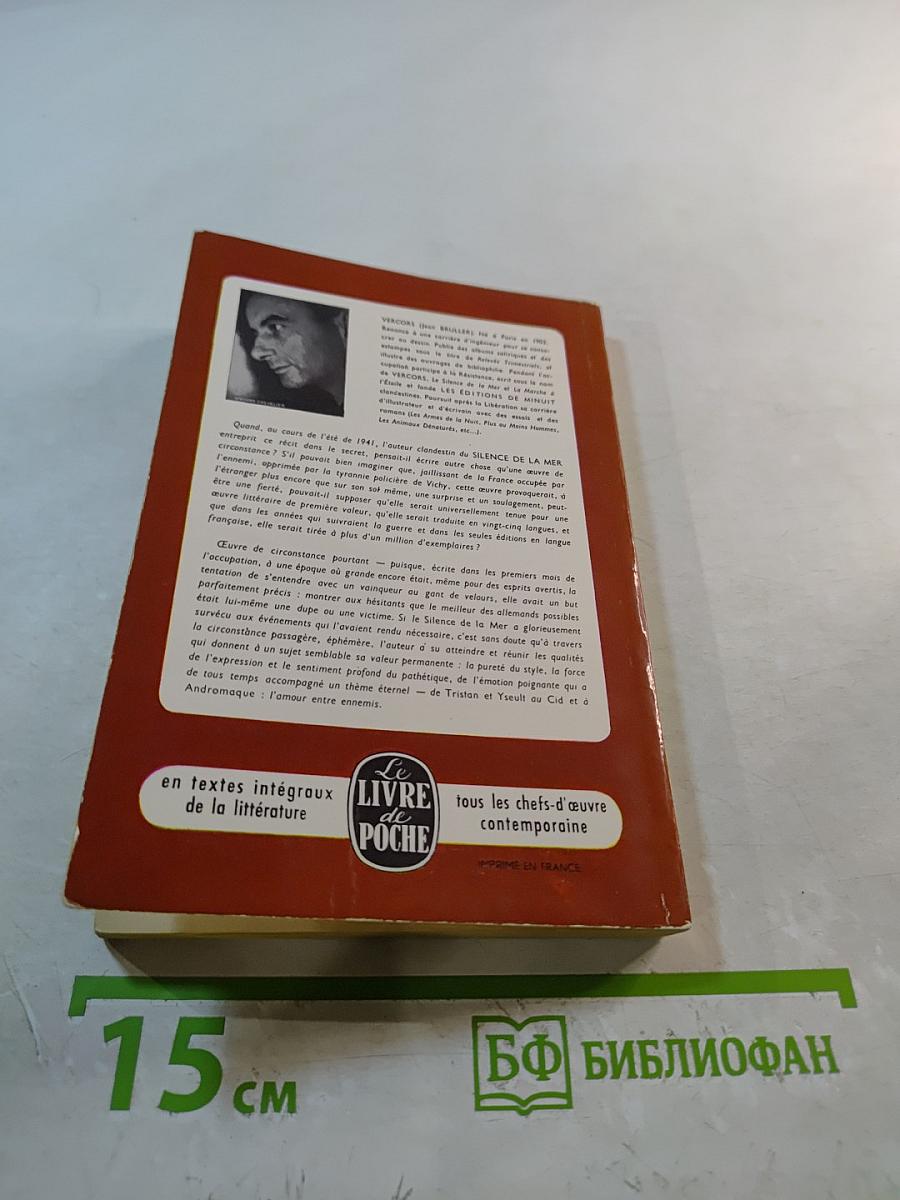 VERCORS (Jean BRULLER). Né à Paris en 1902.
Renonce à une carrière d'ingénieur pour se consa-
crer au dessin. Publie des albums satiriques et des
estampes sous le titre de Relevés Trimestriels, et
illustre des ouvrages de bibliophilie. Pendant l'oc-
cupation participe à la Résistance, écrit sous le nom
de VERCORS, Le Silence de la Mer et La Marche à
l'Étoile et fonde LES ÉDITIONS DE MINUIT
clandestines. Poursuit après la Libération sa carrière
d'illustrateur et d'écrivain avec des essais et des
romans (Les Armes de la Nuit, Plus ou Moins Hommes,
Les Animaux Dénaturés, etc...).
Quand, au cours de l'été de 1941, l'auteur clandestin du SILENCE DE LA MER
entreprit ce récit dans le secret, pensait-il écrire autre chose qu'une œuvre de
circonstance ? S'il pouvait bien imaginer que, jaillissant de la France occupée par
l'ennemi, opprimée par la tyrannie policière de Vichy, cette œuvre provoquerait, à
l'étranger plus encore que sur son sol même, une surprise et un soulagement, peut-
être une fierté, pouvait-il supposer qu'elle serait universellement tenue pour une
œuvre littéraire de première valeur, qu'elle serait traduite en vingt-cinq langues, et
que dans les années qui suivraient la guerre et dans les seules éditions en langue
française, elle serait tirée à plus d'un million d'exemplaires ?
Œuvre de circonstance pourtant — puisque, écrite dans les premiers mois de
l'occupation, à une époque où grande encore était, même pour des esprits avertis, la
tentation de s'entendre avec un vainqueur au gant de velours, elle avait un but
parfaitement précis : montrer aux hésitants que le meilleur des allemands possibles
était lui-même une dupe ou une victime. Si le Silence de la Mer a glorieusement
survécu aux événements qui l'avaient rendu nécessaire, c'est sans doute qu'à travers
la circonstance passagère, éphémère, l'auteur a su atteindre et réunir les qualités
qui donnent à un sujet semblable sa valeur permanente : la pureté du style, la force
de l'expression et le sentiment profond du pathétique, de l'émotion poignante qui a
de tous temps accompagné un thème éternel — de Tristan et Yseult au Cid et à
Andromaque : l'amour entre ennemis.
en textes intégraux
de la littérature
Le
LIVRE
de
POCHE
tous les chefs-d'œuvre
contemporaine
IMPRIMÉ EN FRANCE
15 см
БФ БИБЛИОФАН